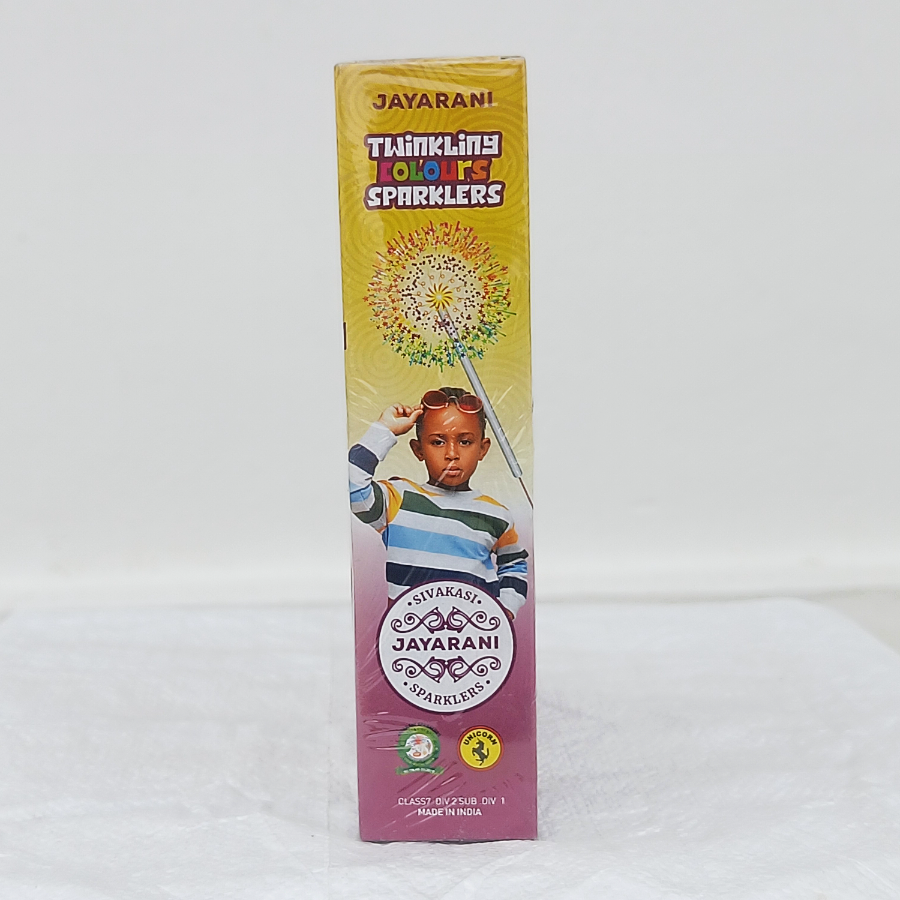 JAYARANI
TWINKLING
COLOURS
SPARKLERS
• SIVAKASI •
JAYARANI
• SPARKLERS •
UNICORN
CLASS7 DIV 2 SUB DIV 1
MADE IN INDIA